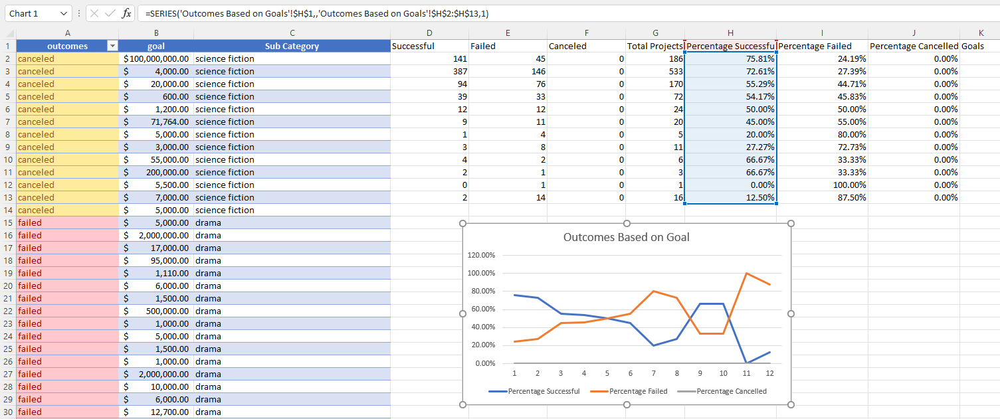 Chart 1 fx =SERIES('Outcomes Based on Goals'!$H$1,,'Outcomes Based on Goals'!$H$2:$H$13,1)
A B C D E F G H I J K
1 outcomes goal Sub Category Successful Failed Canceled Total Projects Percentage Successfu Percentage Failed Percentage Cancelled Goals
2 canceled $100,000,000.00 science fiction 141 45 0 186 75.81% 24.19% 0.00%
3 canceled $ 4,000.00 science fiction 387 146 0 533 72.61% 27.39% 0.00%
4 canceled $ 20,000.00 science fiction 94 76 0 170 55.29% 44.71% 0.00%
5 canceled $ 600.00 science fiction 39 33 0 72 54.17% 45.83% 0.00%
6 canceled $ 1,200.00 science fiction 12 12 0 24 50.00% 50.00% 0.00%
7 canceled $ 71,764.00 science fiction 9 11 0 20 45.00% 55.00% 0.00%
8 canceled $ 5,000.00 science fiction 1 4 0 5 20.00% 80.00% 0.00%
9 canceled $ 3,000.00 science fiction 3 8 0 11 27.27% 72.73% 0.00%
10 canceled $ 55,000.00 science fiction 4 2 0 6 66.67% 33.33% 0.00%
11 canceled $ 200,000.00 science fiction 2 1 0 3 66.67% 33.33% 0.00%
12 canceled $ 5,500.00 science fiction 0 1 0 1 0.00% 100.00% 0.00%
13 canceled $ 7,000.00 science fiction 2 14 0 16 12.50% 87.50% 0.00%
14 canceled $ 5,000.00 science fiction
15 failed $ 5,000.00 drama
16 failed $ 2,000,000.00 drama
17 failed $ 17,000.00 drama
18 failed $ 95,000.00 drama
19 failed $ 1,110.00 drama
20 failed $ 6,000.00 drama
21 failed $ 1,500.00 drama
22 failed $ 500,000.00 drama
23 failed $ 1,000.00 drama
24 failed $ 5,000.00 drama
25 failed $ 1,500.00 drama
26 failed $ 1,000.00 drama
27 failed $ 2,000,000.00 drama
28 failed $ 10,000.00 drama
29 failed $ 6,000.00 drama
30 failed $ 12,700.00 drama
Outcomes Based on Goal
120.00%
100.00%
80.00%
60.00%
40.00%
20.00%
0.00%
1 2 3 4 5 6 7 8 9 10 11 12
Percentage Successful Percentage Failed Percentage Cancelled